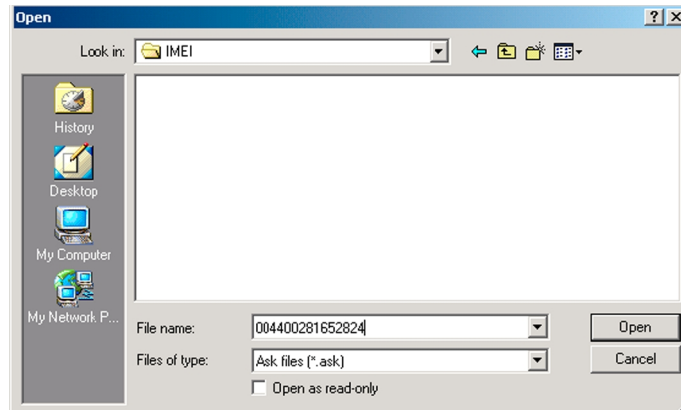 Open
Look in: IMEI
History
Desktop
My Computer
My Network P...
File name: 004400281652824
Open
Files of type: Ask files (*.ask)
Cancel
Open as read-only